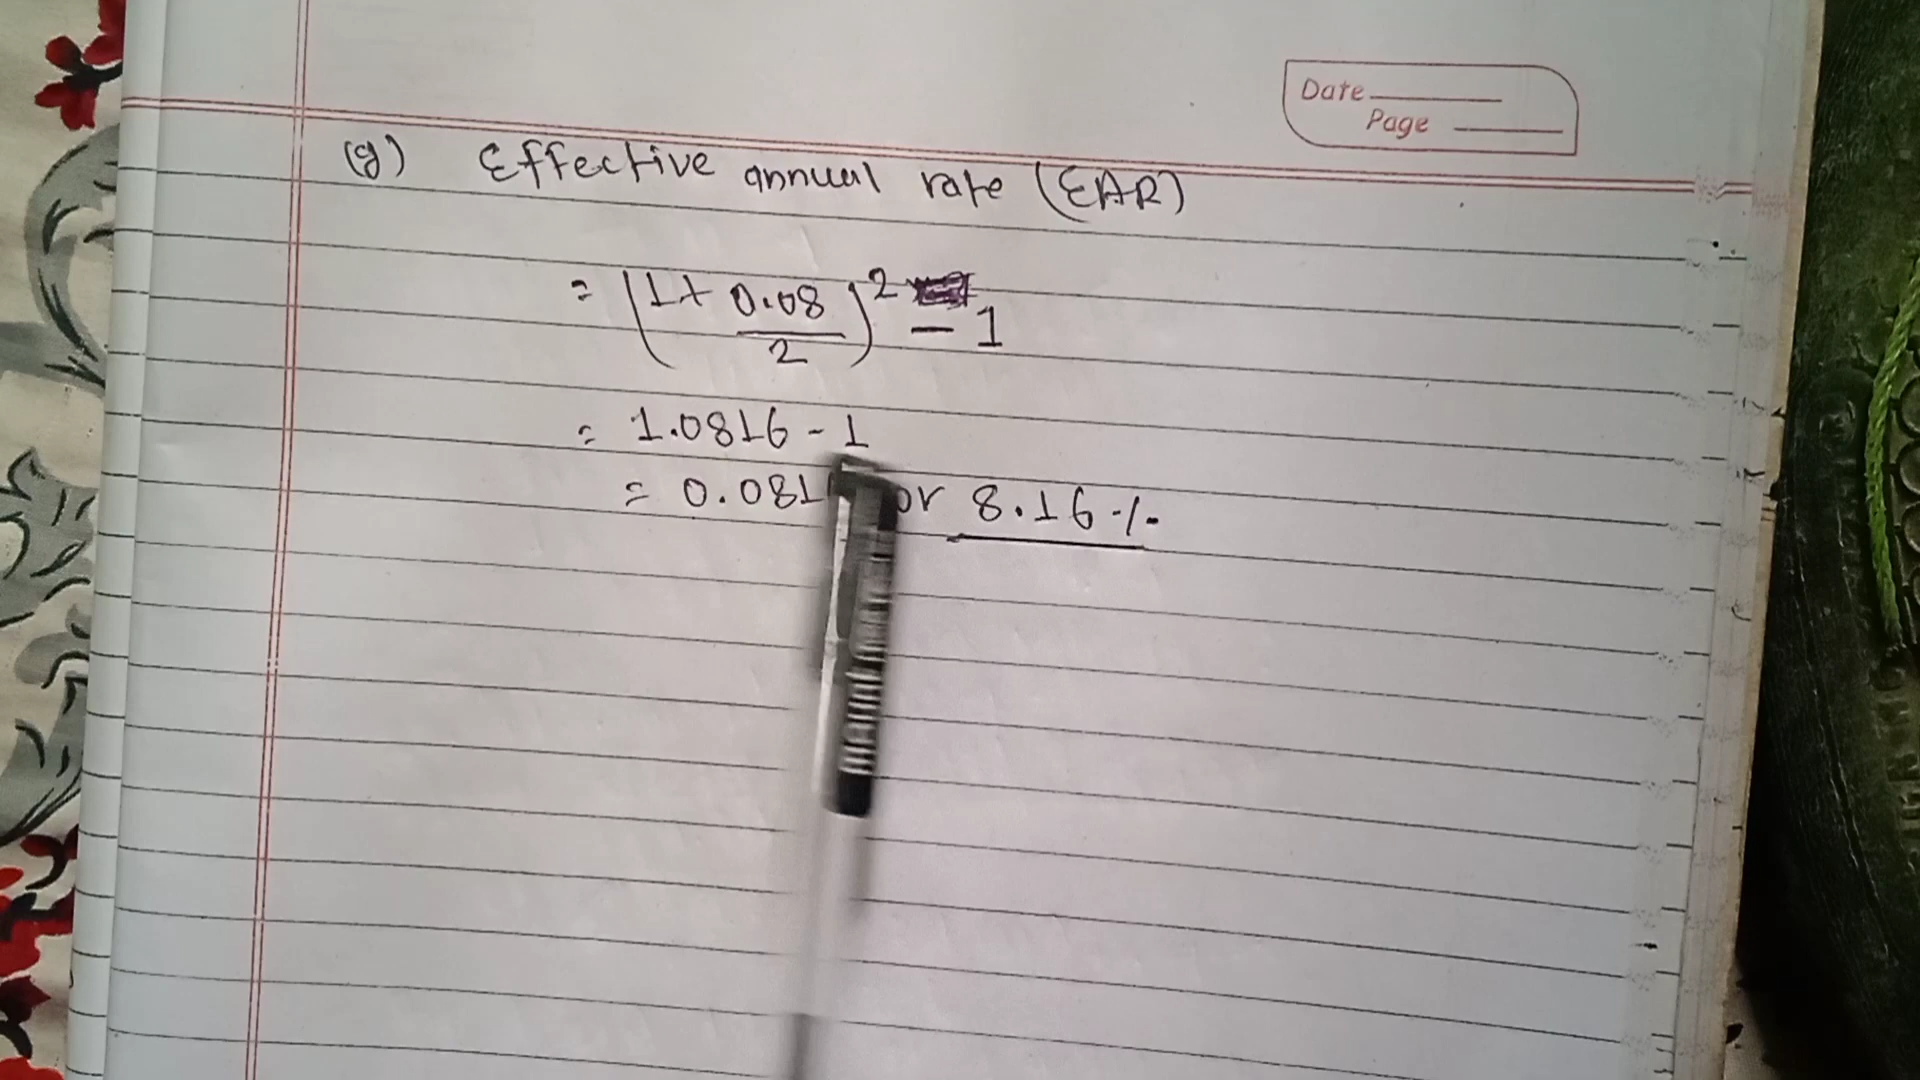 Date
Page
(g) Effective annual rate (EAR)
= (1+ 0.08/2)² - 1
= 1.0816 - 1
= 0.081 or 8.16 %